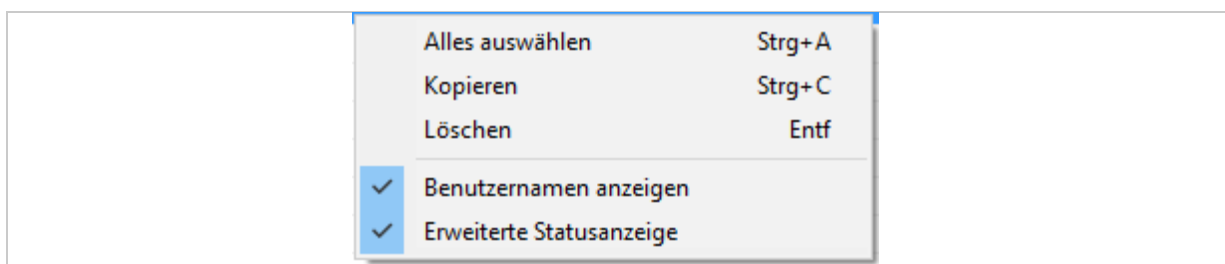 Alles auswählen Strg+A
Kopieren Strg+C
Löschen Entf
Benutzernamen anzeigen
Erweiterte Statusanzeige